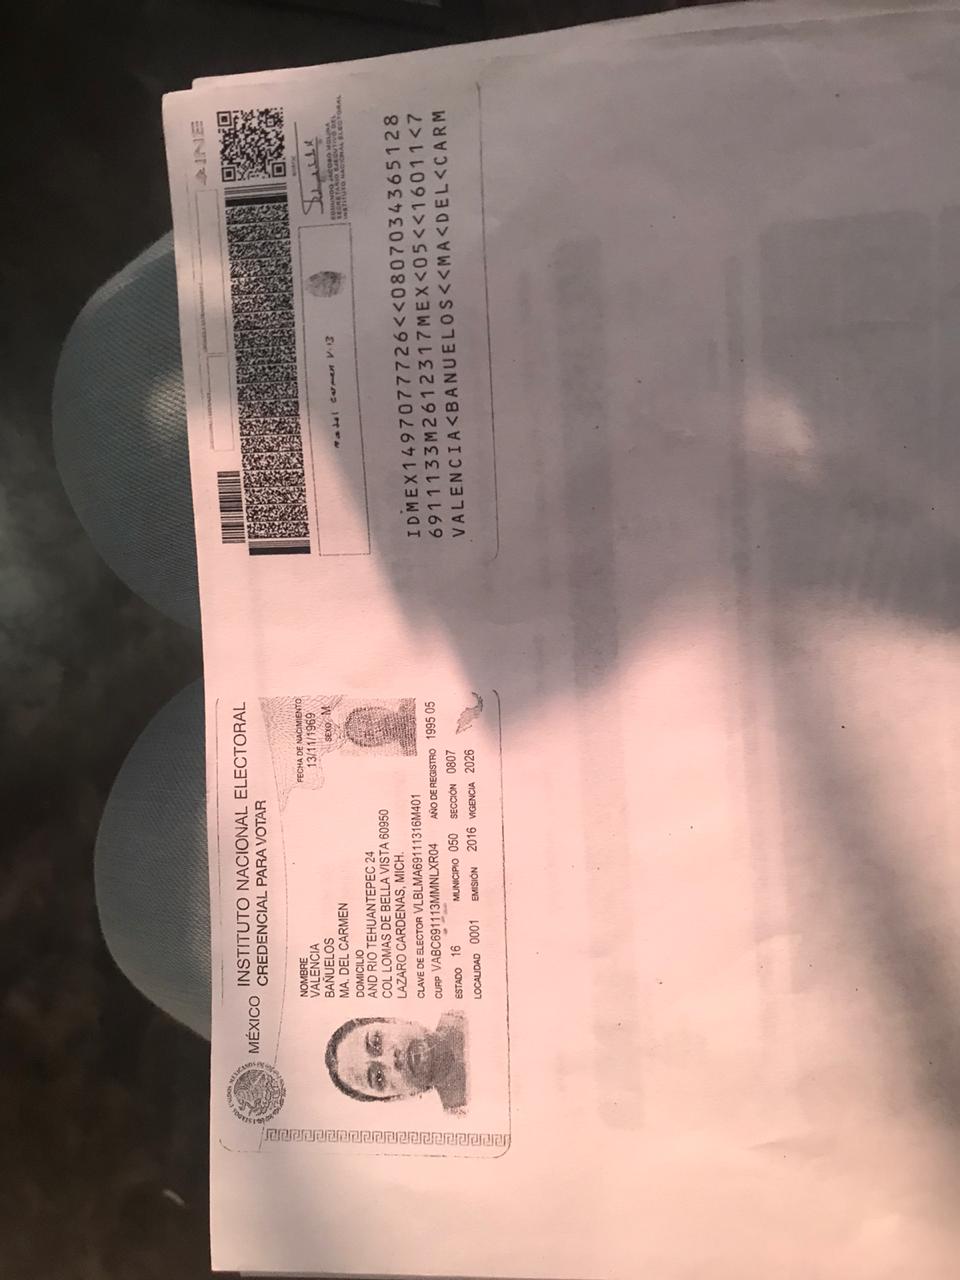 MÉXICO INSTITUTO NACIONAL ELECTORAL
CREDENCIAL PARA VOTAR
NOMBRE
VALENCIA
BAÑUELOS
MA. DEL CARMEN
FECHA DE NACIMIENTO
13/11/1969
SEXO M
DOMICILIO
AND RIO TEHUANTEPEC 24
COL LOMAS DE BELLA VISTA 60950
LAZARO CARDENAS, MICH.
CLAVE DE ELECTOR VLBLMA69111316M401
CURP VABC691113MMNLXR04 AÑO DE REGISTRO 1995 05
ESTADO 16 MUNICIPIO 050 SECCIÓN 0807
LOCALIDAD 0001 EMISIÓN 2016 VIGENCIA 2026
INE
EDMUNDO JACOBO MOLINA
SECRETARIO EJECUTIVO DEL
INSTITUTO NACIONAL ELECTORAL
IDMEX1497077726<<0807034365128
6911133M2612317MEX<05<<16011<7
VALENCIA<BANUELOS<<MA<DEL<CARM